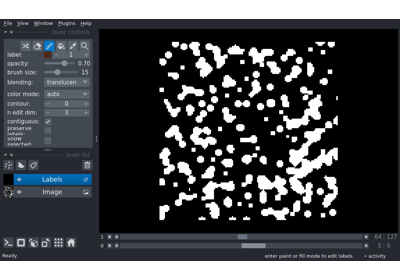 File View Window Plugins Help
layer controls
label: 1
opacity: 0.70
brush size: 15
blending: translucen
color mode: auto
contour: 0
n edit dim: 3
contiguous: ✓
preserve
labels:
show
selected:
layer list
Labels
Image
1 64 127
0 5 9
Ready enter paint or fill mode to edit labels activity